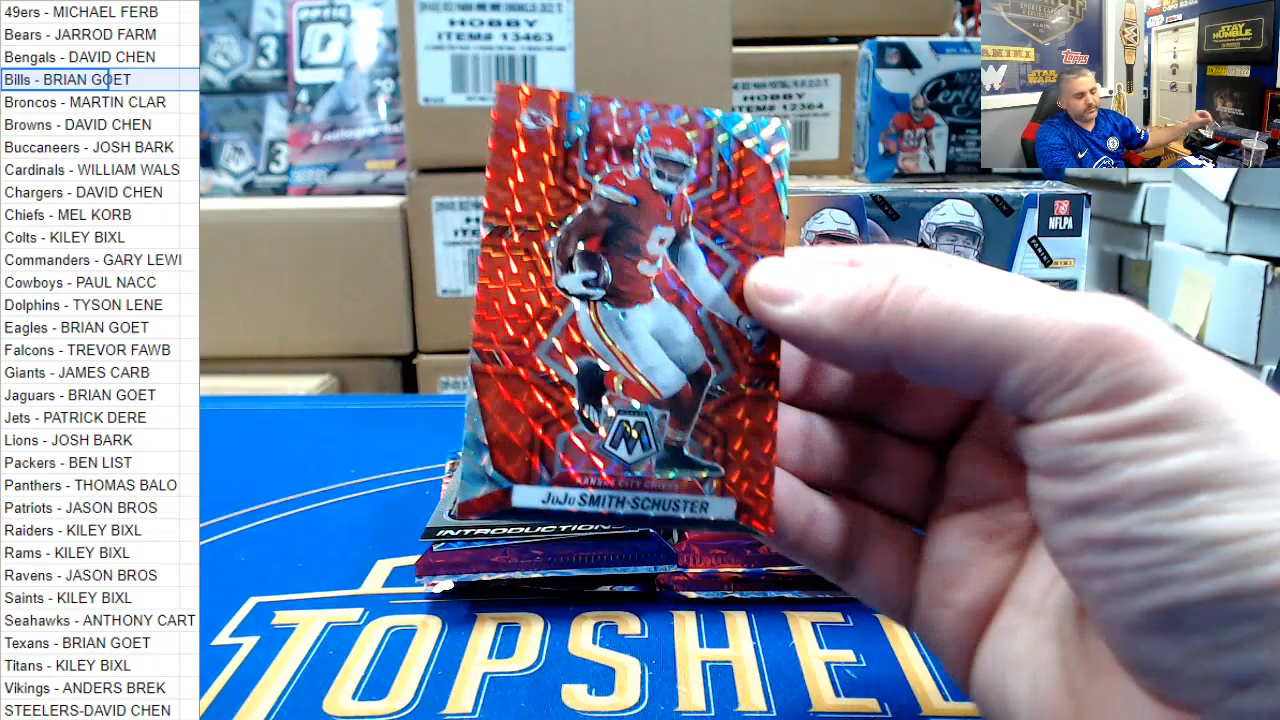 49ers - MICHAEL FERB
Bears - JARROD FARM
Bengals - DAVID CHEN
Bills - BRIAN GOET
Broncos - MARTIN CLAR
Browns - DAVID CHEN
Buccaneers - JOSH BARK
Cardinals - WILLIAM WALS
Chargers - DAVID CHEN
Chiefs - MEL KORB
Colts - KILEY BIXL
Commanders - GARY LEWI
Cowboys - PAUL NACC
Dolphins - TYSON LENE
Eagles - BRIAN GOET
Falcons - TREVOR FAWB
Giants - JAMES CARB
Jaguars - BRIAN GOET
Jets - PATRICK DERE
Lions - JOSH BARK
Packers - BEN LIST
Panthers - THOMAS BALO
Patriots - JASON BROS
Raiders - KILEY BIXL
Rams - KILEY BIXL
Ravens - JASON BROS
Saints - KILEY BIXL
Seahawks - ANTHONY CART
Texans - BRIAN GOET
Titans - KILEY BIXL
Vikings - ANDERS BREK
STEELERS-DAVID CHEN
HOBBY
ITEM# 13463
HOBBY
ITEM# 12364
Certified
NFLPA
PANINI
9
M
KANSAS CITY CHIEFS
JuJu SMITH-SCHUSTER
INTRODUCTIONS
TOPSHEL
PANINI
Topps
W
STAR WARS
STAY
HUMBLE